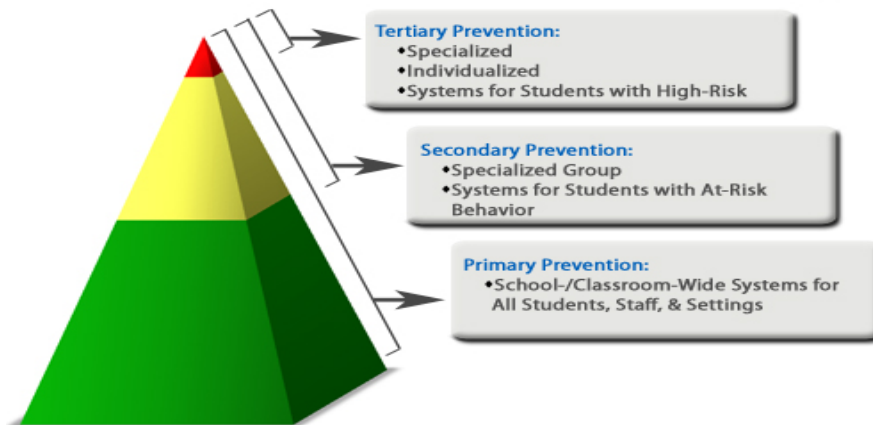 Tertiary Prevention:
◆Specialized
◆Individualized
◆Systems for Students with High-Risk
Secondary Prevention:
◆Specialized Group
◆Systems for Students with At-Risk
Behavior
Primary Prevention:
◆School-/Classroom-Wide Systems for
All Students, Staff, & Settings